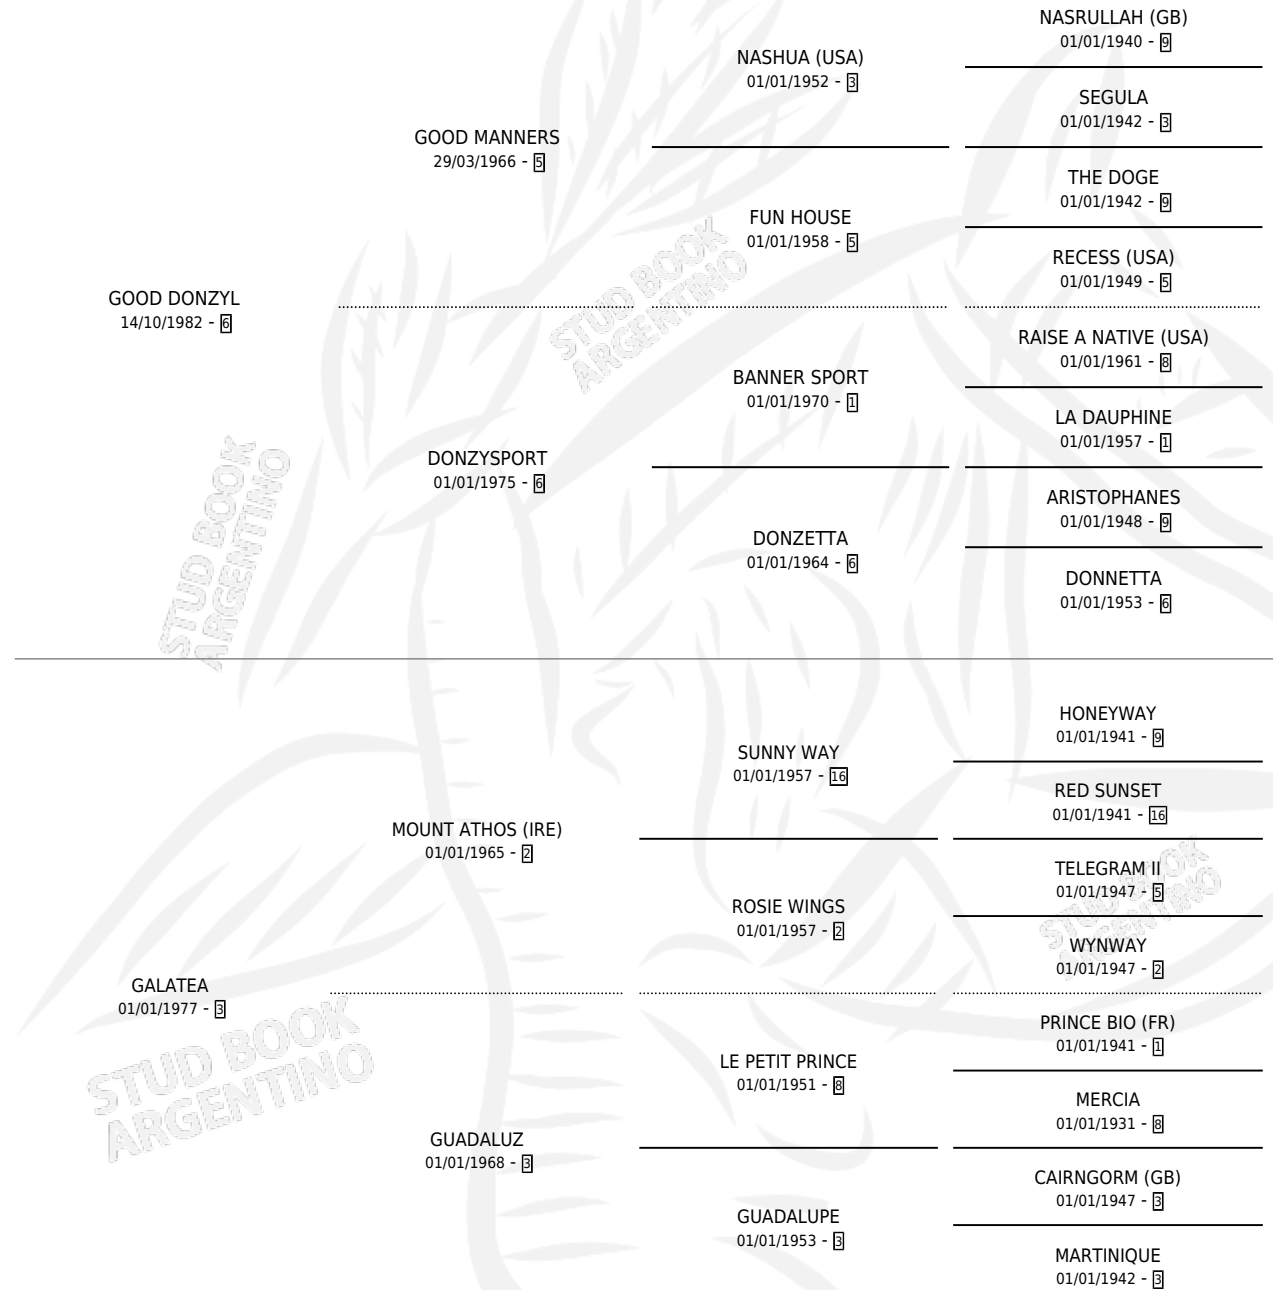 NASRULLAH (GB)
01/01/1940 - 9
NASHUA (USA)
01/01/1952 - 3
SEGULA
01/01/1942 - 3
GOOD MANNERS
29/03/1966 - 5
THE DOGE
01/01/1942 - 9
FUN HOUSE
01/01/1958 - 5
RECESS (USA)
01/01/1949 - 5
GOOD DONZYL
14/10/1982 - 6
RAISE A NATIVE (USA)
01/01/1961 - 8
BANNER SPORT
01/01/1970 - 1
LA DAUPHINE
01/01/1957 - 1
DONZYSPORT
01/01/1975 - 6
ARISTOPHANES
01/01/1948 - 9
DONZETTA
01/01/1964 - 6
DONNETTA
01/01/1953 - 6
HONEYWAY
01/01/1941 - 9
SUNNY WAY
01/01/1957 - 16
RED SUNSET
01/01/1941 - 16
MOUNT ATHOS (IRE)
01/01/1965 - 2
TELEGRAM II
01/01/1947 - 5
ROSIE WINGS
01/01/1957 - 2
WYNWAY
01/01/1947 - 2
GALATEA
01/01/1977 - 3
PRINCE BIO (FR)
01/01/1941 - 1
LE PETIT PRINCE
01/01/1951 - 8
MERCIA
01/01/1931 - 8
GUADALUZ
01/01/1968 - 3
CAIRNGORM (GB)
01/01/1947 - 3
GUADALUPE
01/01/1953 - 3
MARTINIQUE
01/01/1942 - 3
STUD BOOK
ARGENTINO
STUD BOOK
ARGENTINO
STUD BOOK
ARGENTINO
STUD BOOK
ARGENTINO